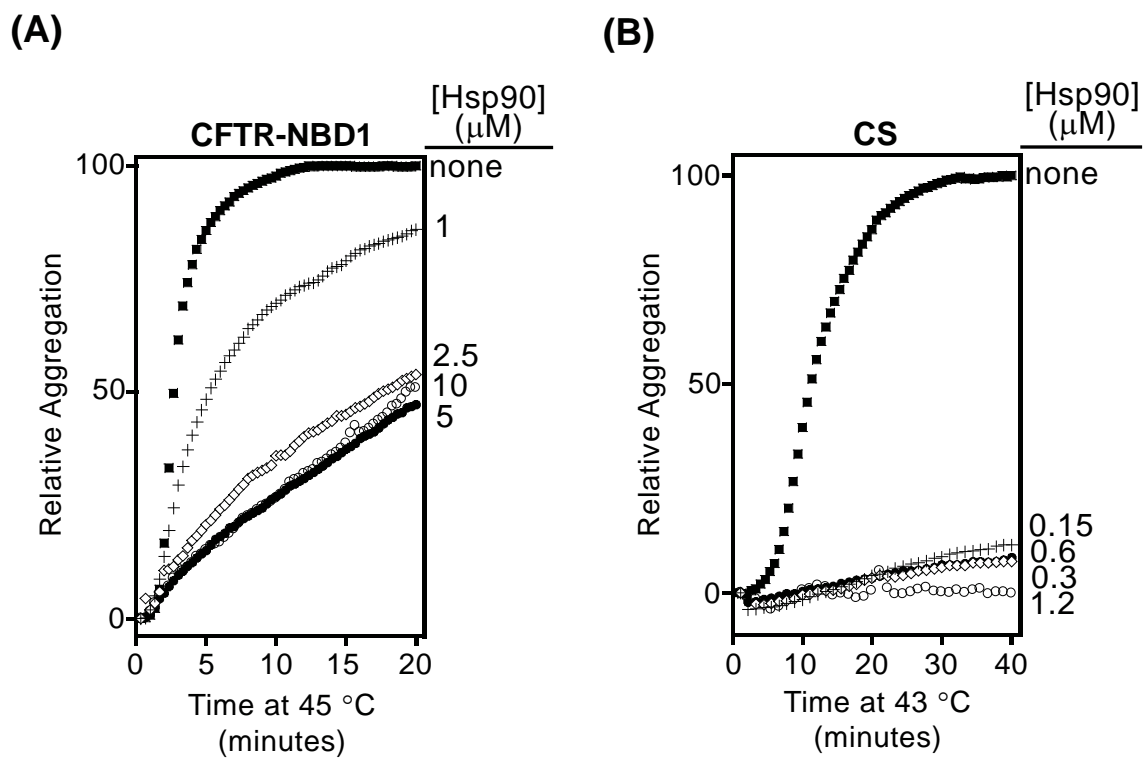 (A)
[Hsp90]
(μM)
CFTR-NBD1
none
1
2.5
10
5
100
50
0
Relative Aggregation
0 5 10 15 20
Time at 45 °C
(minutes)
(B)
[Hsp90]
(μM)
CS
none
0.15
0.6
0.3
1.2
100
50
0
Relative Aggregation
0 10 20 30 40
Time at 43 °C
(minutes)